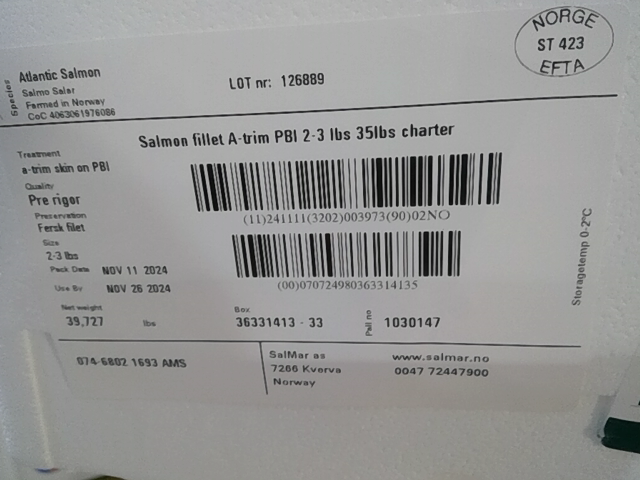 Species
Atlantic Salmon
Salmo Salar
Farmed in Norway
CoC 4063061976086
LOT nr: 126889
NORGE
ST 423
EFTA
Salmon fillet A-trim PBI 2-3 lbs 35lbs charter
Treatment
a-trim skin on PBI
Quality
Pre rigor
Preservation
Fersk filet
Size
2-3 lbs
Pack Date NOV 11 2024
Use By NOV 26 2024
(11)241111(3202)003973(90)02NO
(00)070724980363314135
Storagetemp 0-2°C
Net weight
39,727 lbs
Box
36331413 - 33
Pall no
1030147
074-6802 1693 AMS
SalMar as
7266 Kverva
Norway
www.salmar.no
0047 72447900